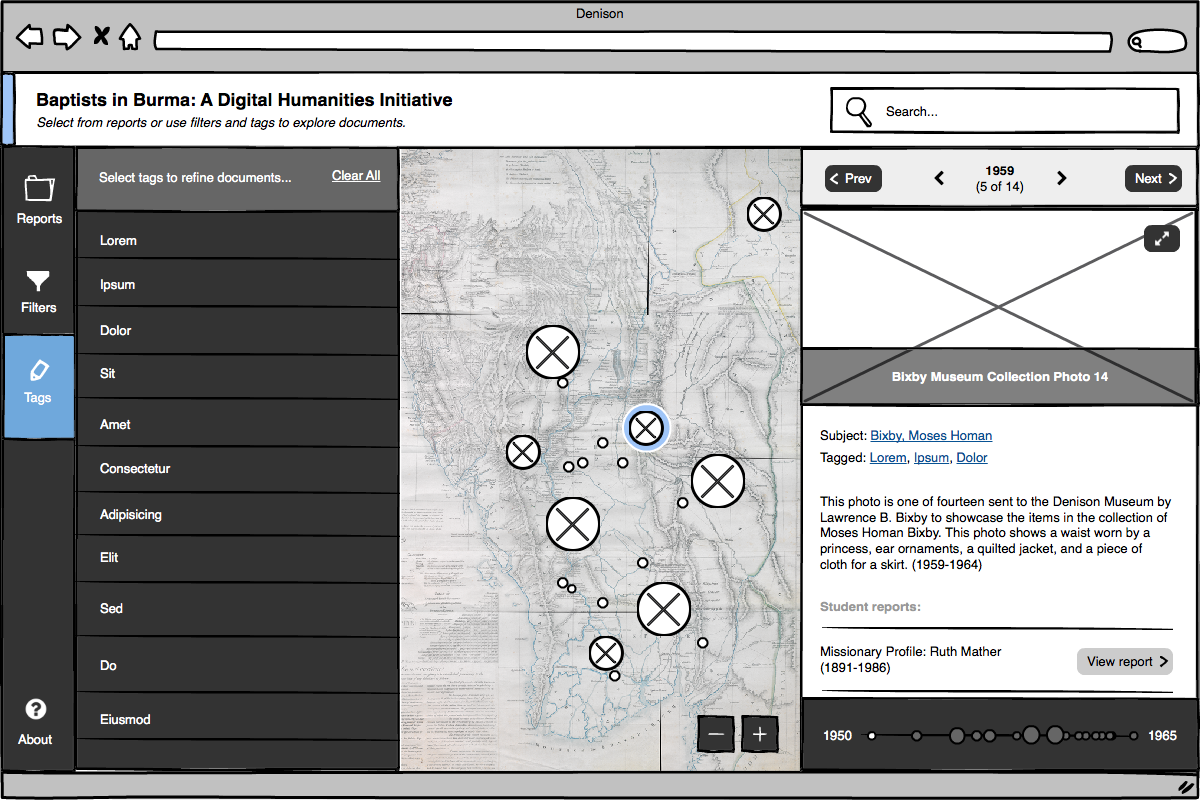 Denison
Baptists in Burma: A Digital Humanities Initiative
Select from reports or use filters and tags to explore documents.
Search...
Reports
Filters
Tags
About
Select tags to refine documents...
Clear All
Lorem
Ipsum
Dolor
Sit
Amet
Consectetur
Adipisicing
Elit
Sed
Do
Eiusmod
Prev
1959
(5 of 14)
Next
Bixby Museum Collection Photo 14
Subject: Bixby, Moses Homan
Tagged: Lorem, Ipsum, Dolor
This photo is one of fourteen sent to the Denison Museum by
Lawrence B. Bixby to showcase the items in the collection of
Moses Homan Bixby. This photo shows a waist worn by a
princess, ear ornaments, a quilted jacket, and a piece of
cloth for a skirt. (1959-1964)
Student reports:
Missionary Profile: Ruth Mather
(1891-1986)
View report
1950
1965